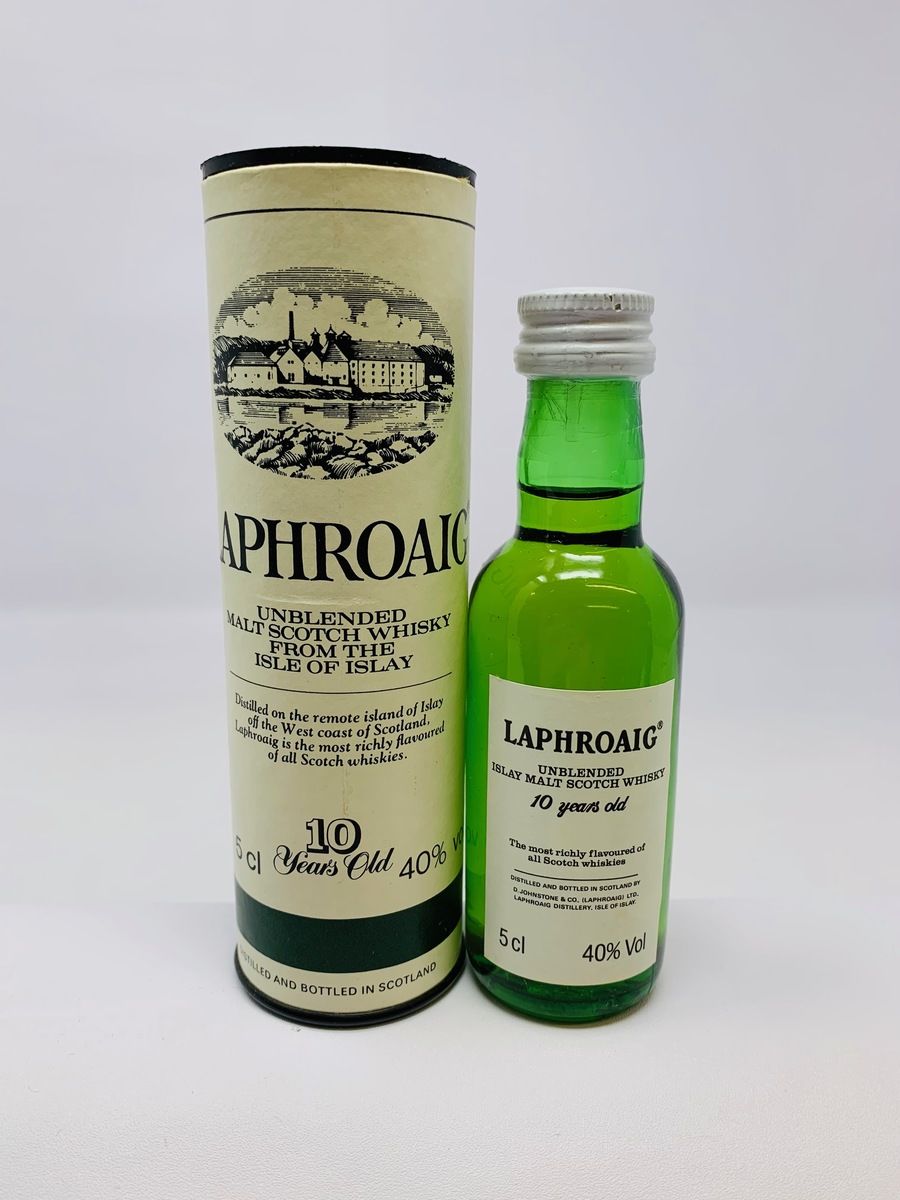 LAPHROAIG®
UNBLENDED
MALT SCOTCH WHISKY
FROM THE
ISLE OF ISLAY
Distilled on the remote island of Islay
off the West coast of Scotland,
Laphroaig is the most richly flavoured
of all Scotch whiskies.
10
5 cl Years Old 40% vol
DISTILLED AND BOTTLED IN SCOTLAND
LAPHROAIG®
UNBLENDED
ISLAY MALT SCOTCH WHISKY
10 years old
The most richly flavoured of
all Scotch whiskies
DISTILLED AND BOTTLED IN SCOTLAND BY
D. JOHNSTONE & CO. (LAPHROAIG) LTD.,
LAPHROAIG DISTILLERY, ISLE OF ISLAY.
5 cl 40% Vol